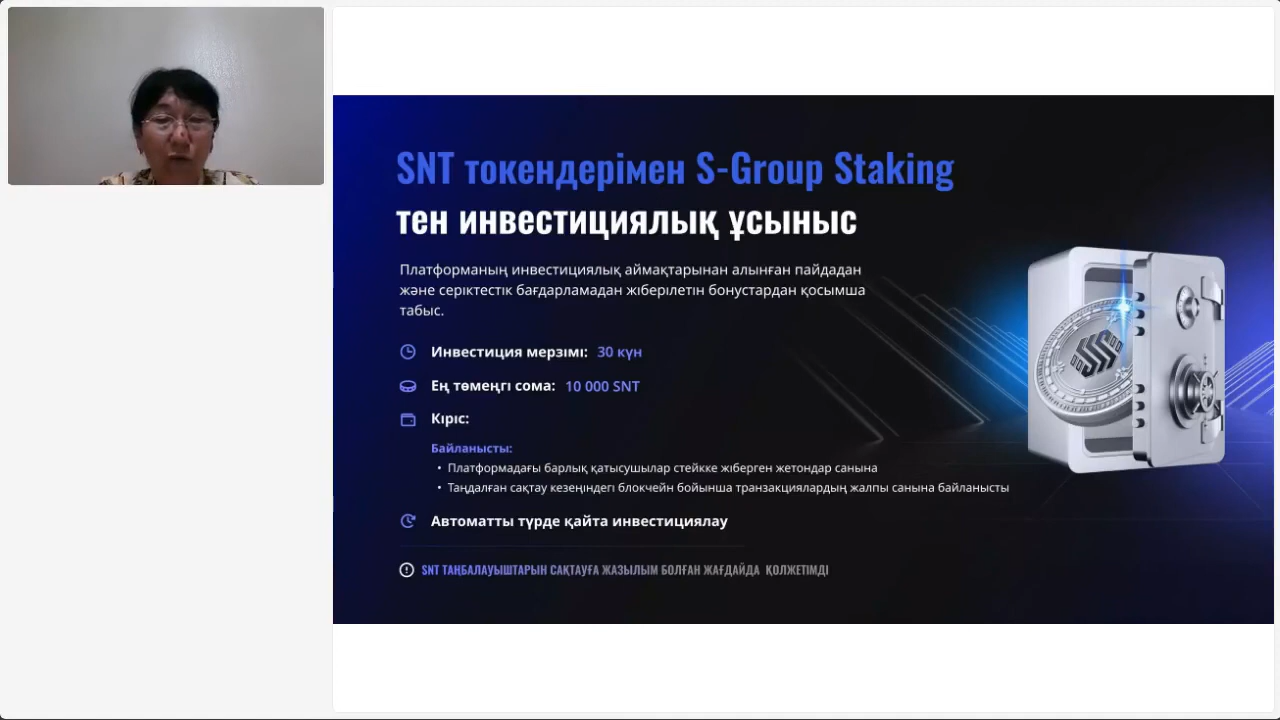 SNT токендерімен S-Group Staking
тен инвестициялық ұсыныс
Платформаның инвестициялық аймақтарынан алынған пайдадан
және серіктестік бағдарламадан жіберілетін бонустардан қосымша
табыс.
Инвестиция мерзімі: 30 күн
Ең төменгі сома: 10 000 SNT
Кіріс:
Байланысты:
• Платформадағы барлық қатысушылар стейкке жіберген жетондар санына
• Таңдалған сақтау кезеңіндегі блокчейн бойынша транзакциялардың жалпы санына байланысты
Автоматты түрде қайта инвестициялау
SNT ТАҢБАЛАУЫШТАРЫН САҚТАУҒА ЖАЗЫЛЫМ БОЛҒАН ЖАҒДАЙДА ҚОЛЖЕТІМДІ